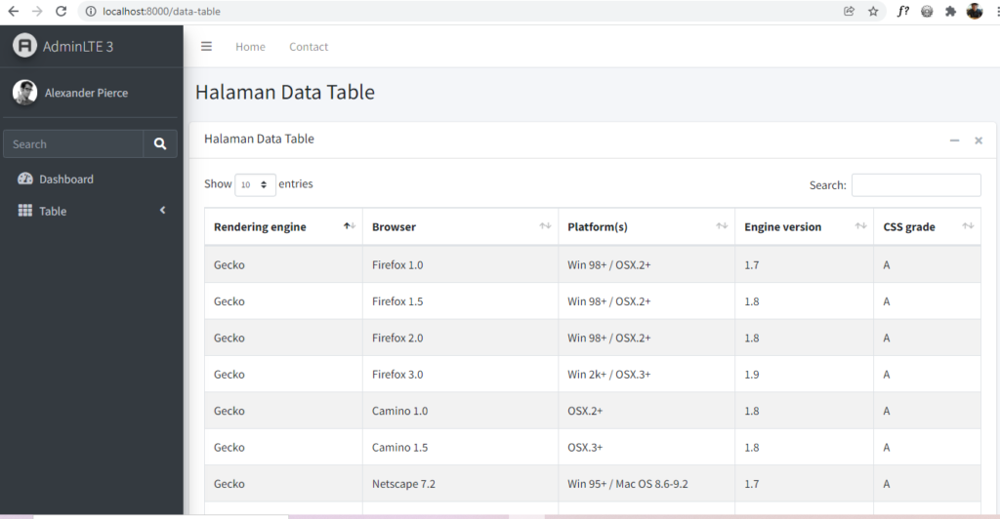 localhost:8000/data-table
f?
AdminLTE 3
Home Contact
Alexander Pierce
Halaman Data Table
Search
Halaman Data Table
Dashboard
Show 10 entries Search:
Table
Rendering engine Browser Platform(s) Engine version CSS grade
Gecko Firefox 1.0 Win 98+ / OSX.2+ 1.7 A
Gecko Firefox 1.5 Win 98+ / OSX.2+ 1.8 A
Gecko Firefox 2.0 Win 98+ / OSX.2+ 1.8 A
Gecko Firefox 3.0 Win 2k+ / OSX.3+ 1.9 A
Gecko Camino 1.0 OSX.2+ 1.8 A
Gecko Camino 1.5 OSX.3+ 1.8 A
Gecko Netscape 7.2 Win 95+ / Mac OS 8.6-9.2 1.7 A